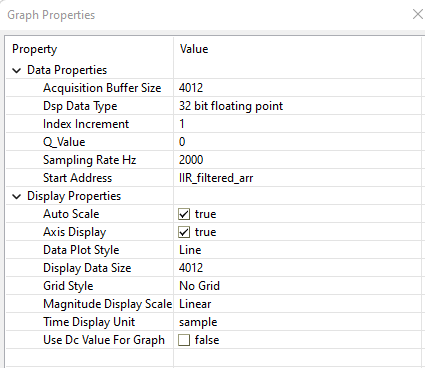 Graph Properties
Property Value
Data Properties
Acquisition Buffer Size 4012
Dsp Data Type 32 bit floating point
Index Increment 1
Q_Value 0
Sampling Rate Hz 2000
Start Address IIR_filtered_arr
Display Properties
Auto Scale true
Axis Display true
Data Plot Style Line
Display Data Size 4012
Grid Style No Grid
Magnitude Display Scale Linear
Time Display Unit sample
Use Dc Value For Graph false